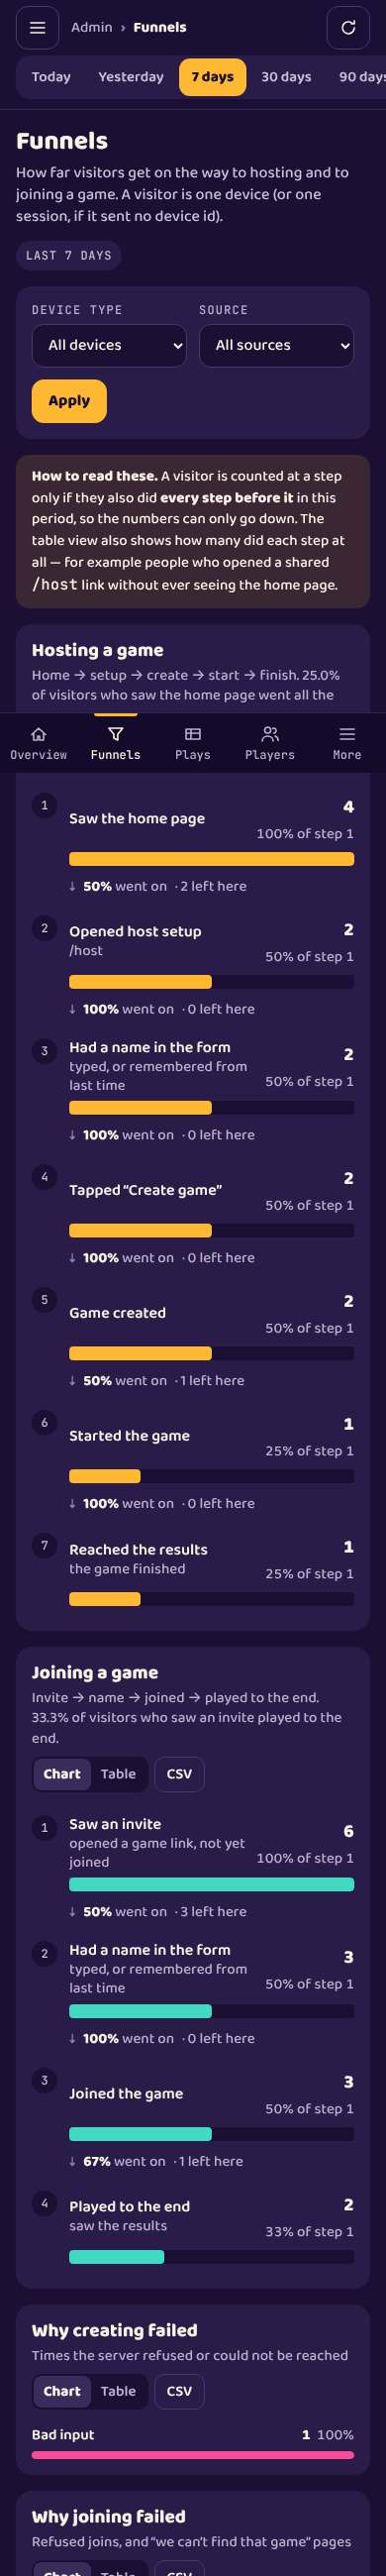 Admin › Funnels
Today Yesterday 7 days 30 days 90 days
Funnels
How far visitors get on the way to hosting and to
joining a game. A visitor is one device (or one
session, if it sent no device id).
LAST 7 DAYS
DEVICE TYPE SOURCE
All devices All sources
Apply
How to read these. A visitor is counted at a step
only if they also did every step before it in this
period, so the numbers can only go down. The
table view also shows how many did each step at
all — for example people who opened a shared
/host link without ever seeing the home page.
Hosting a game
Home → setup → create → start → finish. 25.0%
of visitors who saw the home page went all the
Overview Funnels Plays Players More
1 Saw the home page 4
100% of step 1
↓ 50% went on · 2 left here
2 Opened host setup 2
/host 50% of step 1
↓ 100% went on · 0 left here
3 Had a name in the form 2
typed, or remembered from
last time 50% of step 1
↓ 100% went on · 0 left here
4 Tapped “Create game” 2
50% of step 1
↓ 100% went on · 0 left here
5 Game created 2
50% of step 1
↓ 50% went on · 1 left here
6 Started the game 1
25% of step 1
↓ 100% went on · 0 left here
7 Reached the results 1
the game finished 25% of step 1
Joining a game
Invite → name → joined → played to the end.
33.3% of visitors who saw an invite played to the
end.
Chart Table CSV
1 Saw an invite 6
opened a game link, not yet
joined 100% of step 1
↓ 50% went on · 3 left here
2 Had a name in the form 3
typed, or remembered from
last time 50% of step 1
↓ 100% went on · 0 left here
3 Joined the game 3
50% of step 1
↓ 67% went on · 1 left here
4 Played to the end 2
saw the results 33% of step 1
Why creating failed
Times the server refused or could not be reached
Chart Table CSV
Bad input 1 100%
Why joining failed
Refused joins, and “we can’t find that game” pages
Chart Table CSV